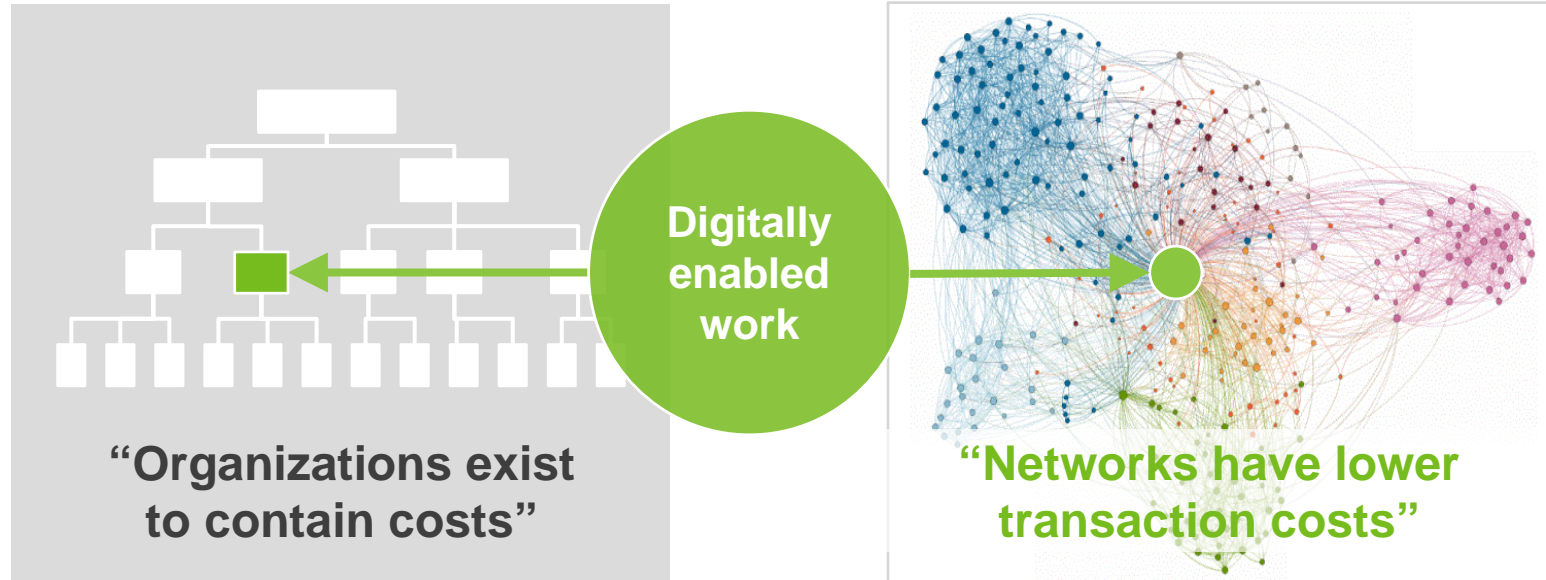 Digitally
enabled
work
“Organizations exist
to contain costs”
“Networks have lower
transaction costs”